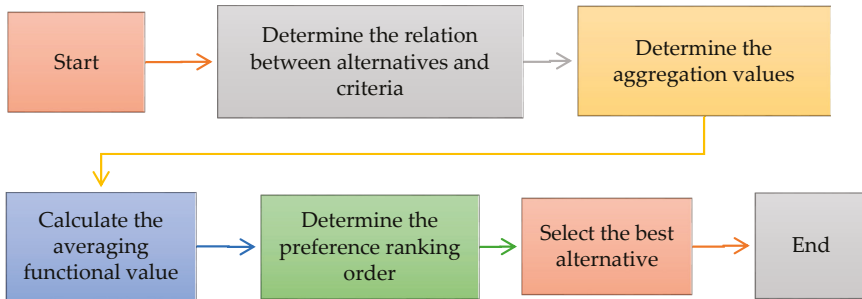 Start
Determine the relation
between alternatives and
criteria
Determine the
aggregation values
Calculate the
averaging
functional value
Determine the
preference ranking
order
Select the best
alternative
End